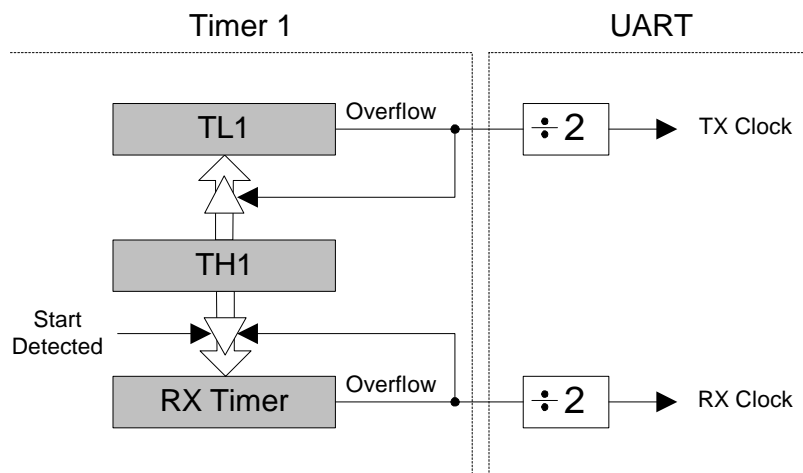 Timer 1
UART
TL1
Overflow
÷ 2
TX Clock
TH1
Start
Detected
RX Timer
Overflow
÷ 2
RX Clock